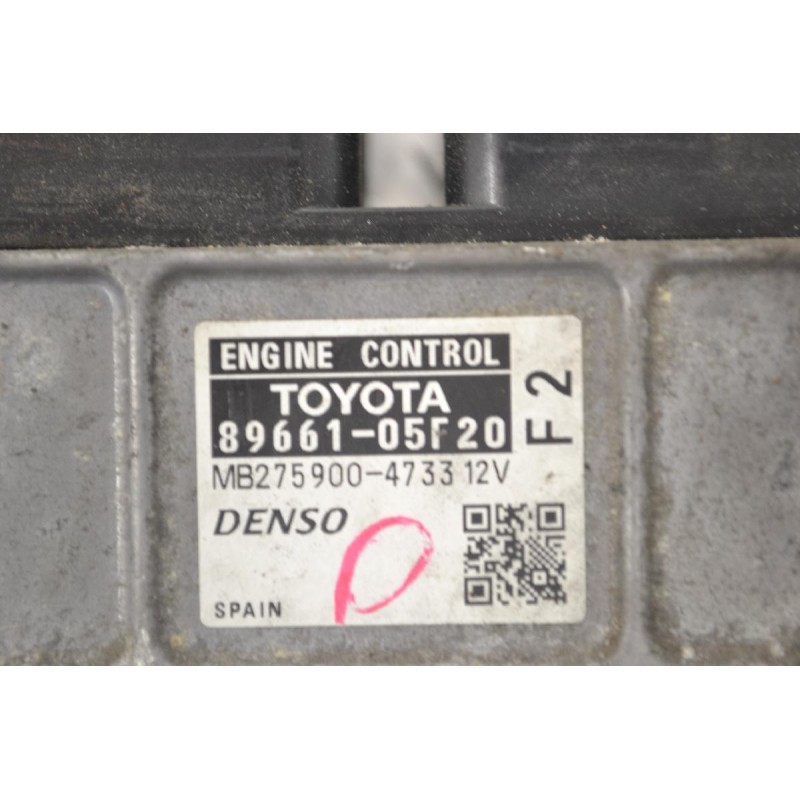 ENGINE CONTROL
TOYOTA
89661-05F20
F2
MB275900-4733 12V
DENSO
SPAIN